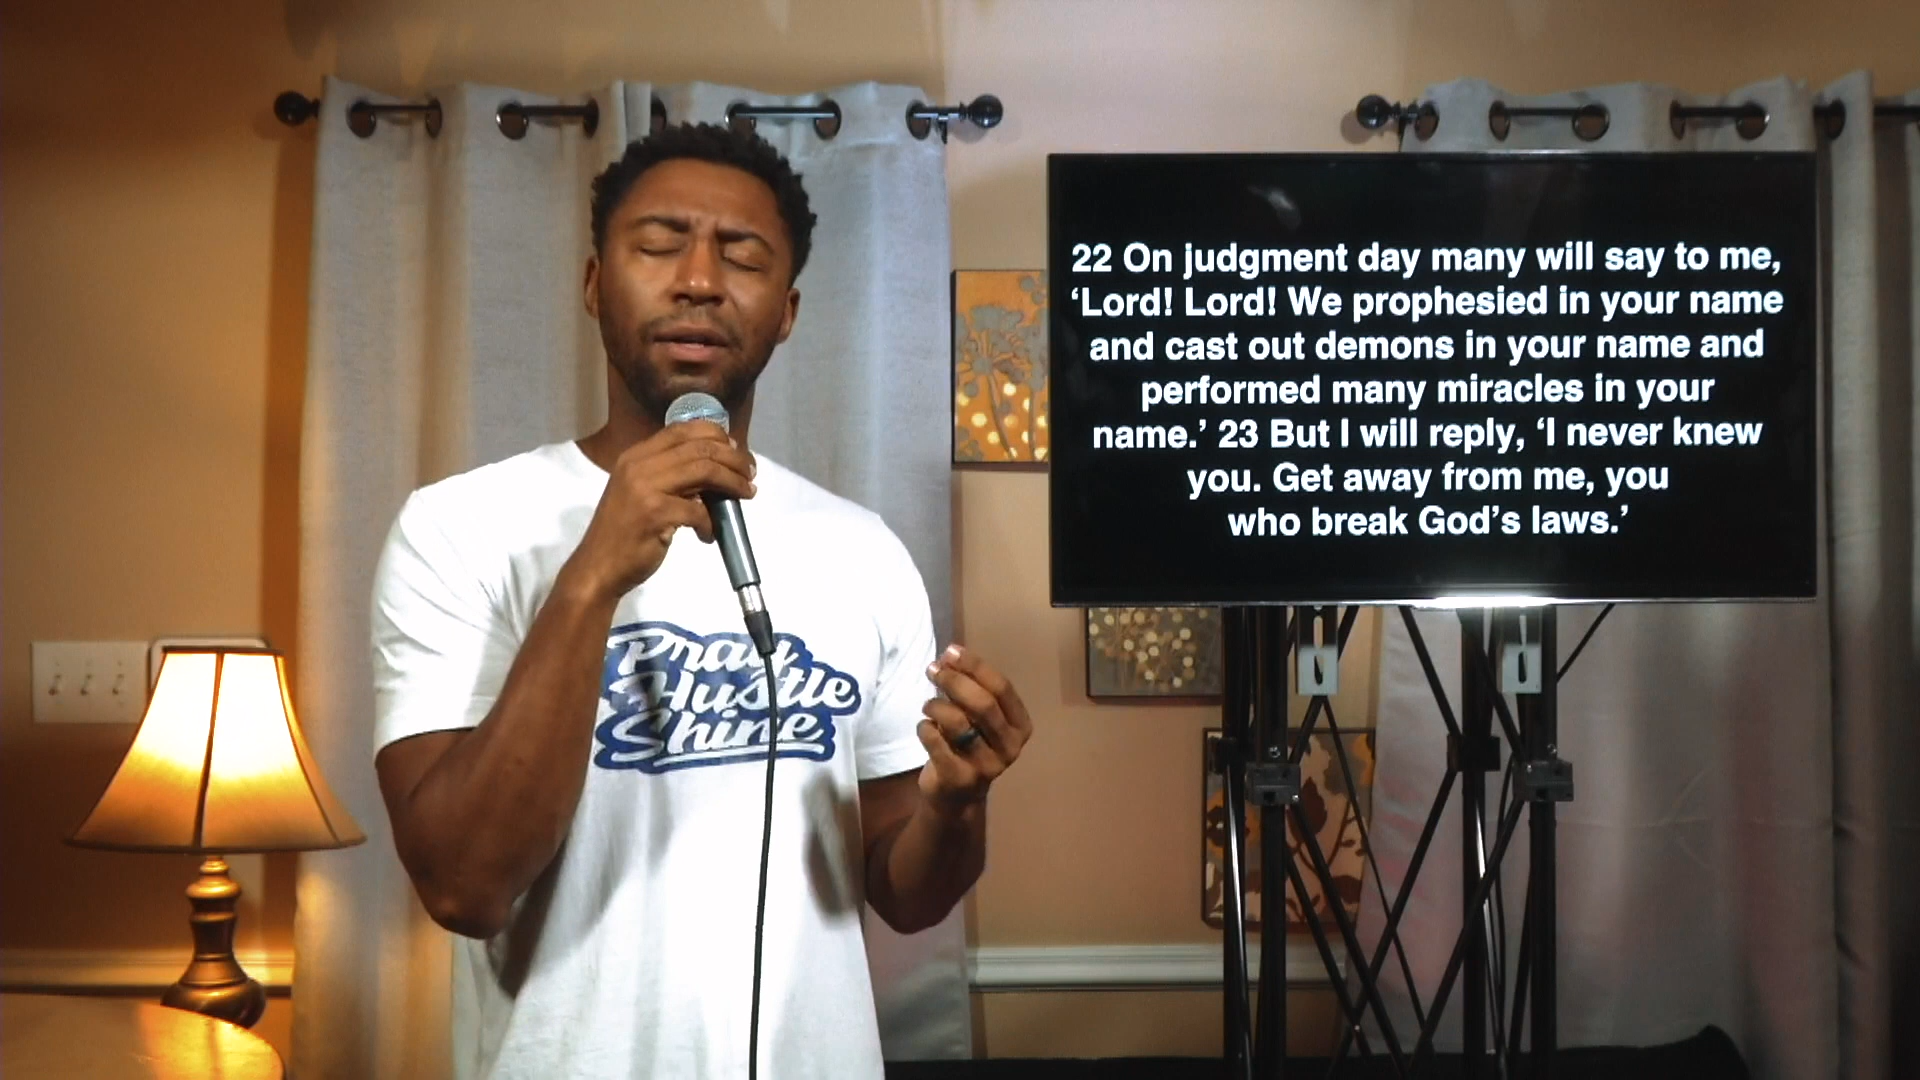 22 On judgment day many will say to me,
‘Lord! Lord! We prophesied in your name
and cast out demons in your name and
performed many miracles in your
name.’ 23 But I will reply, ‘I never knew
you. Get away from me, you
who break God’s laws.’
Pray
Hustle
Shine